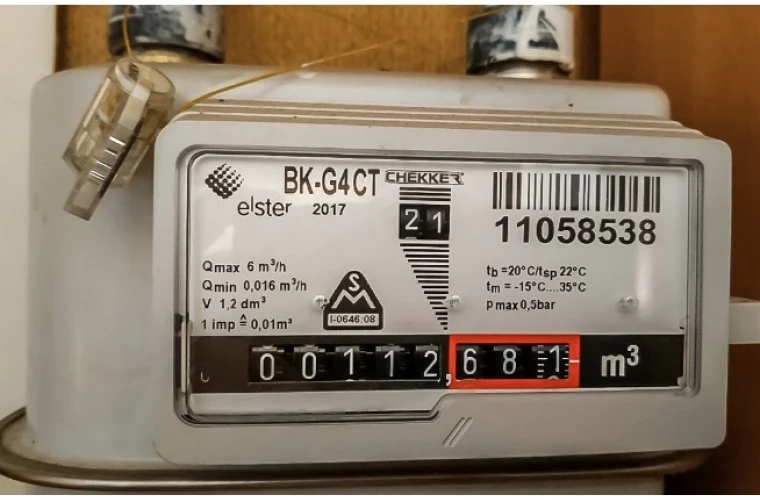 BK-G4CT CHEKKER
elster 2017
21
11058538
Qmax 6 m³/h
Qmin 0,016 m³/h
V 1,2 dm³
1 imp ≙ 0,01m³
S
M
I-0646:08
tb =20°C/tsp 22°C
tm = -15°C....35°C
p max 0,5bar
00112,681 m³